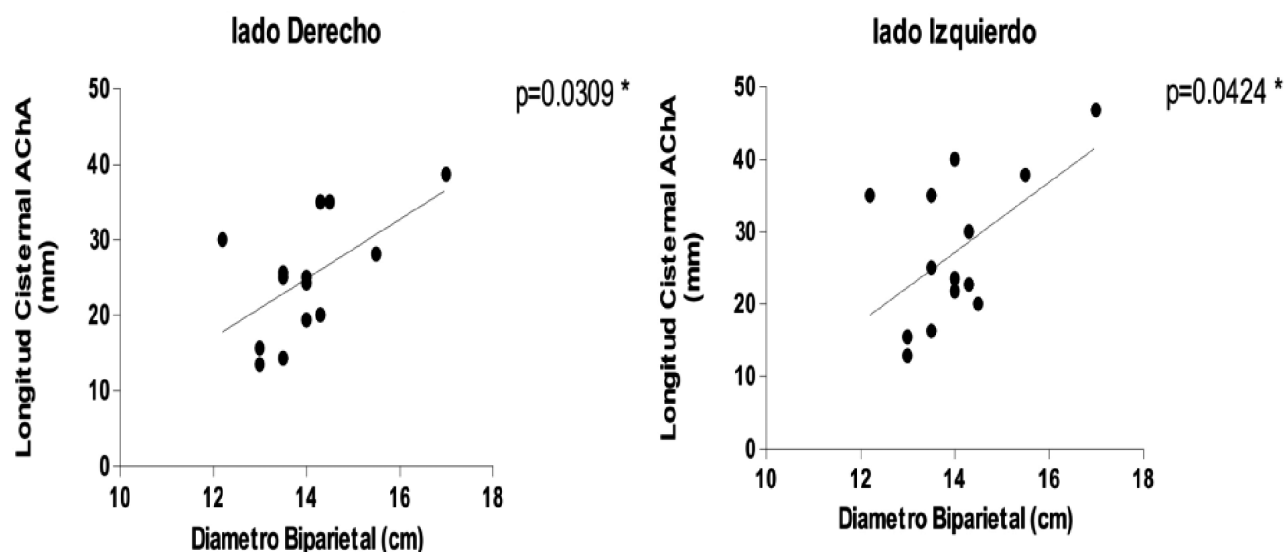 lado Derecho
p=0.0309 *
Longitud Cisternal AChA
(mm)
50
40
30
20
10
0
10 12 14 16 18
Diametro Biparietal (cm)
lado Izquierdo
p=0.0424 *
Longitud Cisternal AChA
(mm)
50
40
30
20
10
0
10 12 14 16 18
Diametro Biparietal (cm)